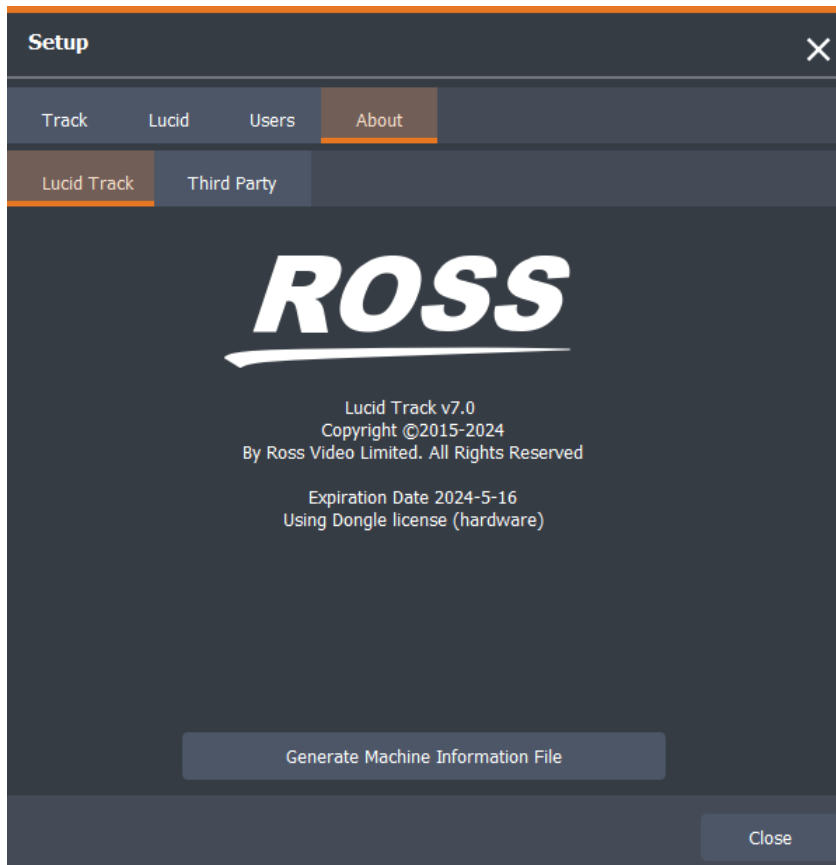 Setup
Track Lucid Users About
Lucid Track Third Party
ROSS
Lucid Track v7.0
Copyright ©2015-2024
By Ross Video Limited. All Rights Reserved
Expiration Date 2024-5-16
Using Dongle license (hardware)
Generate Machine Information File
Close